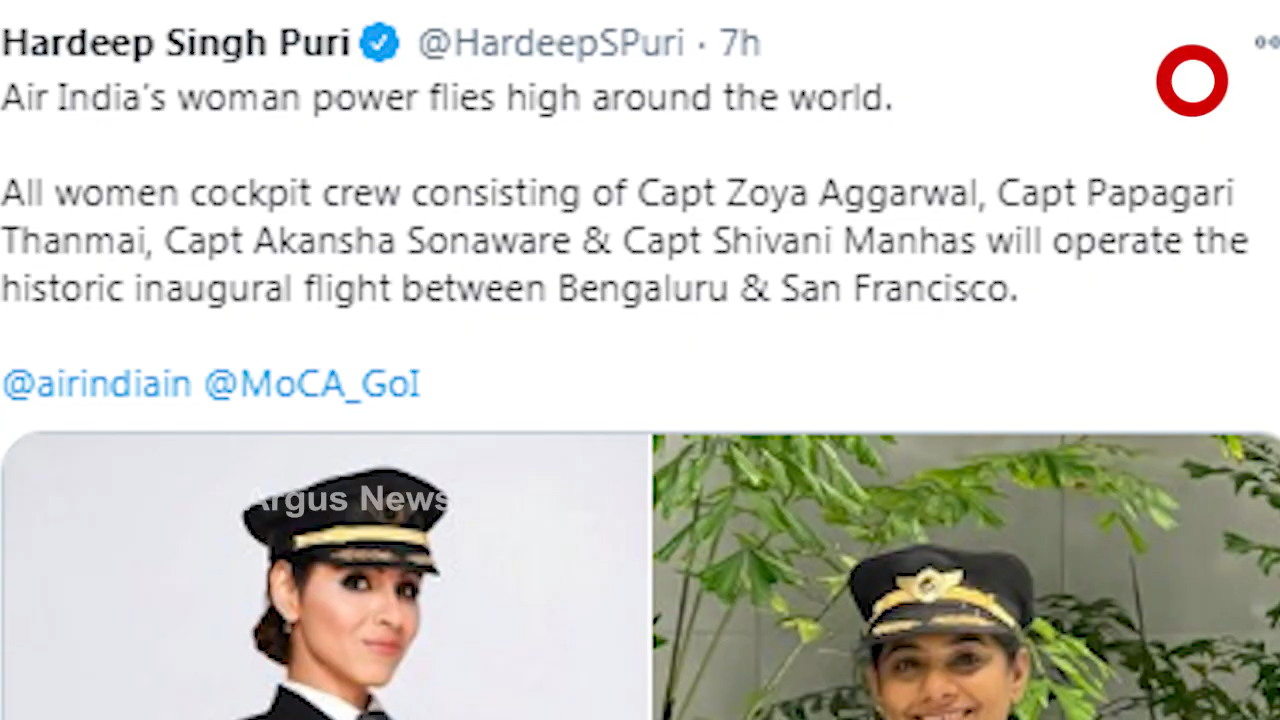 Hardeep Singh Puri @HardeepSPuri · 7h
Air India's woman power flies high around the world.
All women cockpit crew consisting of Capt Zoya Aggarwal, Capt Papagari
Thanmai, Capt Akansha Sonaware & Capt Shivani Manhas will operate the
historic inaugural flight between Bengaluru & San Francisco.
@airindiain @MoCA_GoI
Argus News